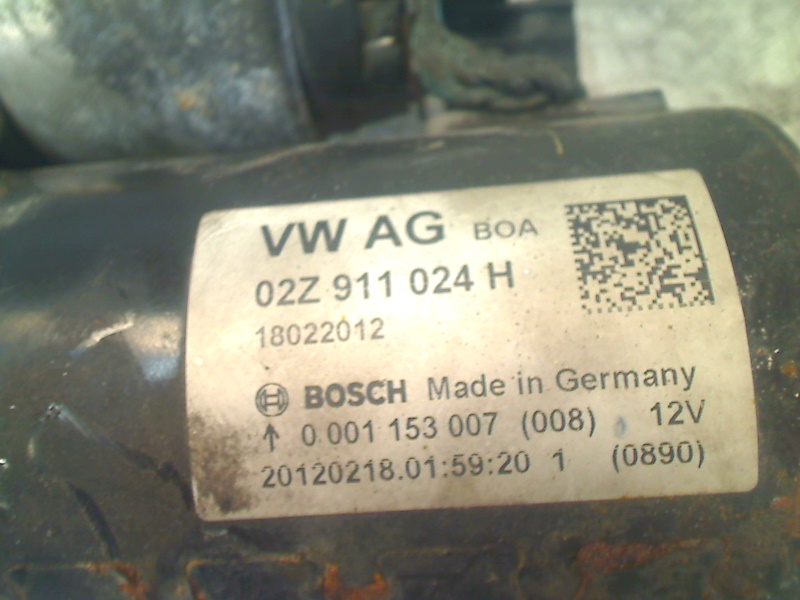 VW AG BOA
02Z 911 024 H
18022012
BOSCH Made in Germany
↑ 0 001 153 007 (008) 12V
20120218.01:59:20 1 (0890)